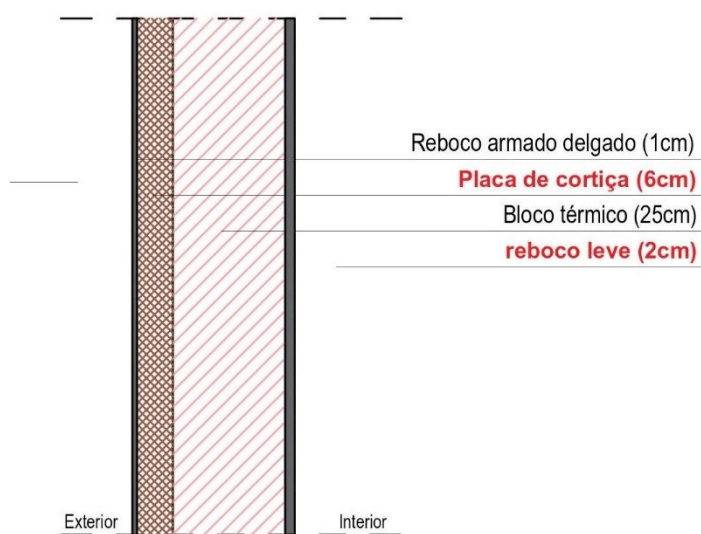 Reboco armado delgado (1cm)
Placa de cortiça (6cm)
Bloco térmico (25cm)
reboco leve (2cm)
Exterior
Interior